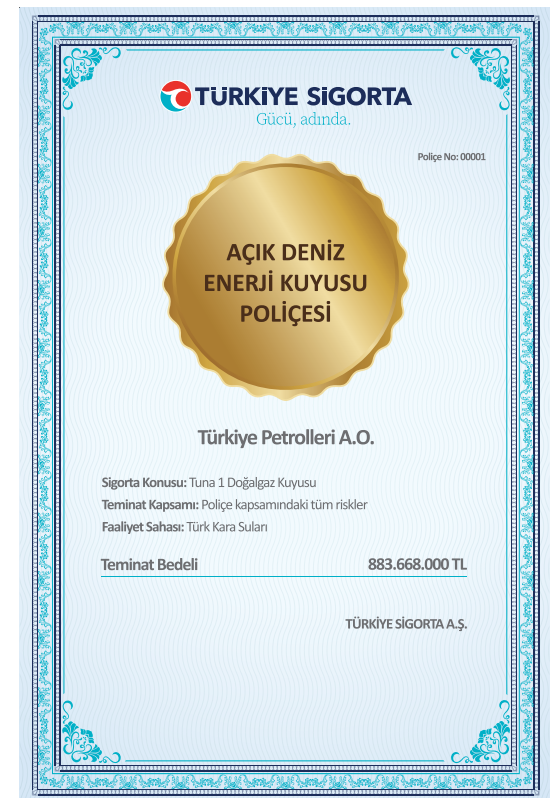 TÜRKİYE SİGORTA
Gücü, adında.
Poliçe No: 00001
AÇIK DENİZ
ENERJİ KUYUSU
POLİÇESİ
Türkiye Petrolleri A.O.
Sigorta Konusu: Tuna 1 Doğalgaz Kuyusu
Teminat Kapsamı: Poliçe kapsamındaki tüm riskler
Faaliyet Sahası: Türk Kara Suları
Teminat Bedeli 883.668.000 TL
TÜRKİYE SİGORTA A.Ş.